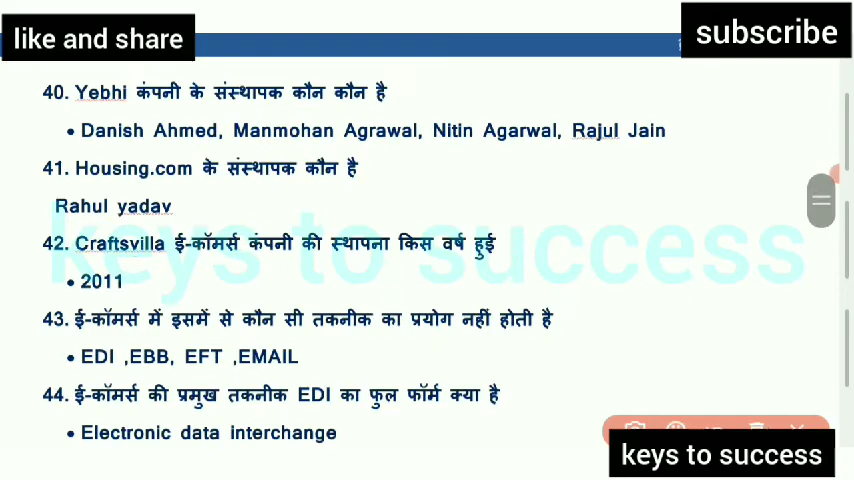 like and share
subscribe
40. Yebhi कंपनी के संस्थापक कौन कौन है
• Danish Ahmed, Manmohan Agrawal, Nitin Agarwal, Rajul Jain
41. Housing.com के संस्थापक कौन है
Rahul yadav
42. Craftsvilla ई-कॉमर्स कंपनी की स्थापना किस वर्ष हुई
• 2011
43. ई-कॉमर्स में इसमें से कौन सी तकनीक का प्रयोग नहीं होती है
• EDI ,EBB, EFT ,EMAIL
44. ई-कॉमर्स की प्रमुख तकनीक EDI का फुल फॉर्म क्या है
• Electronic data interchange
keys to success
keys to success